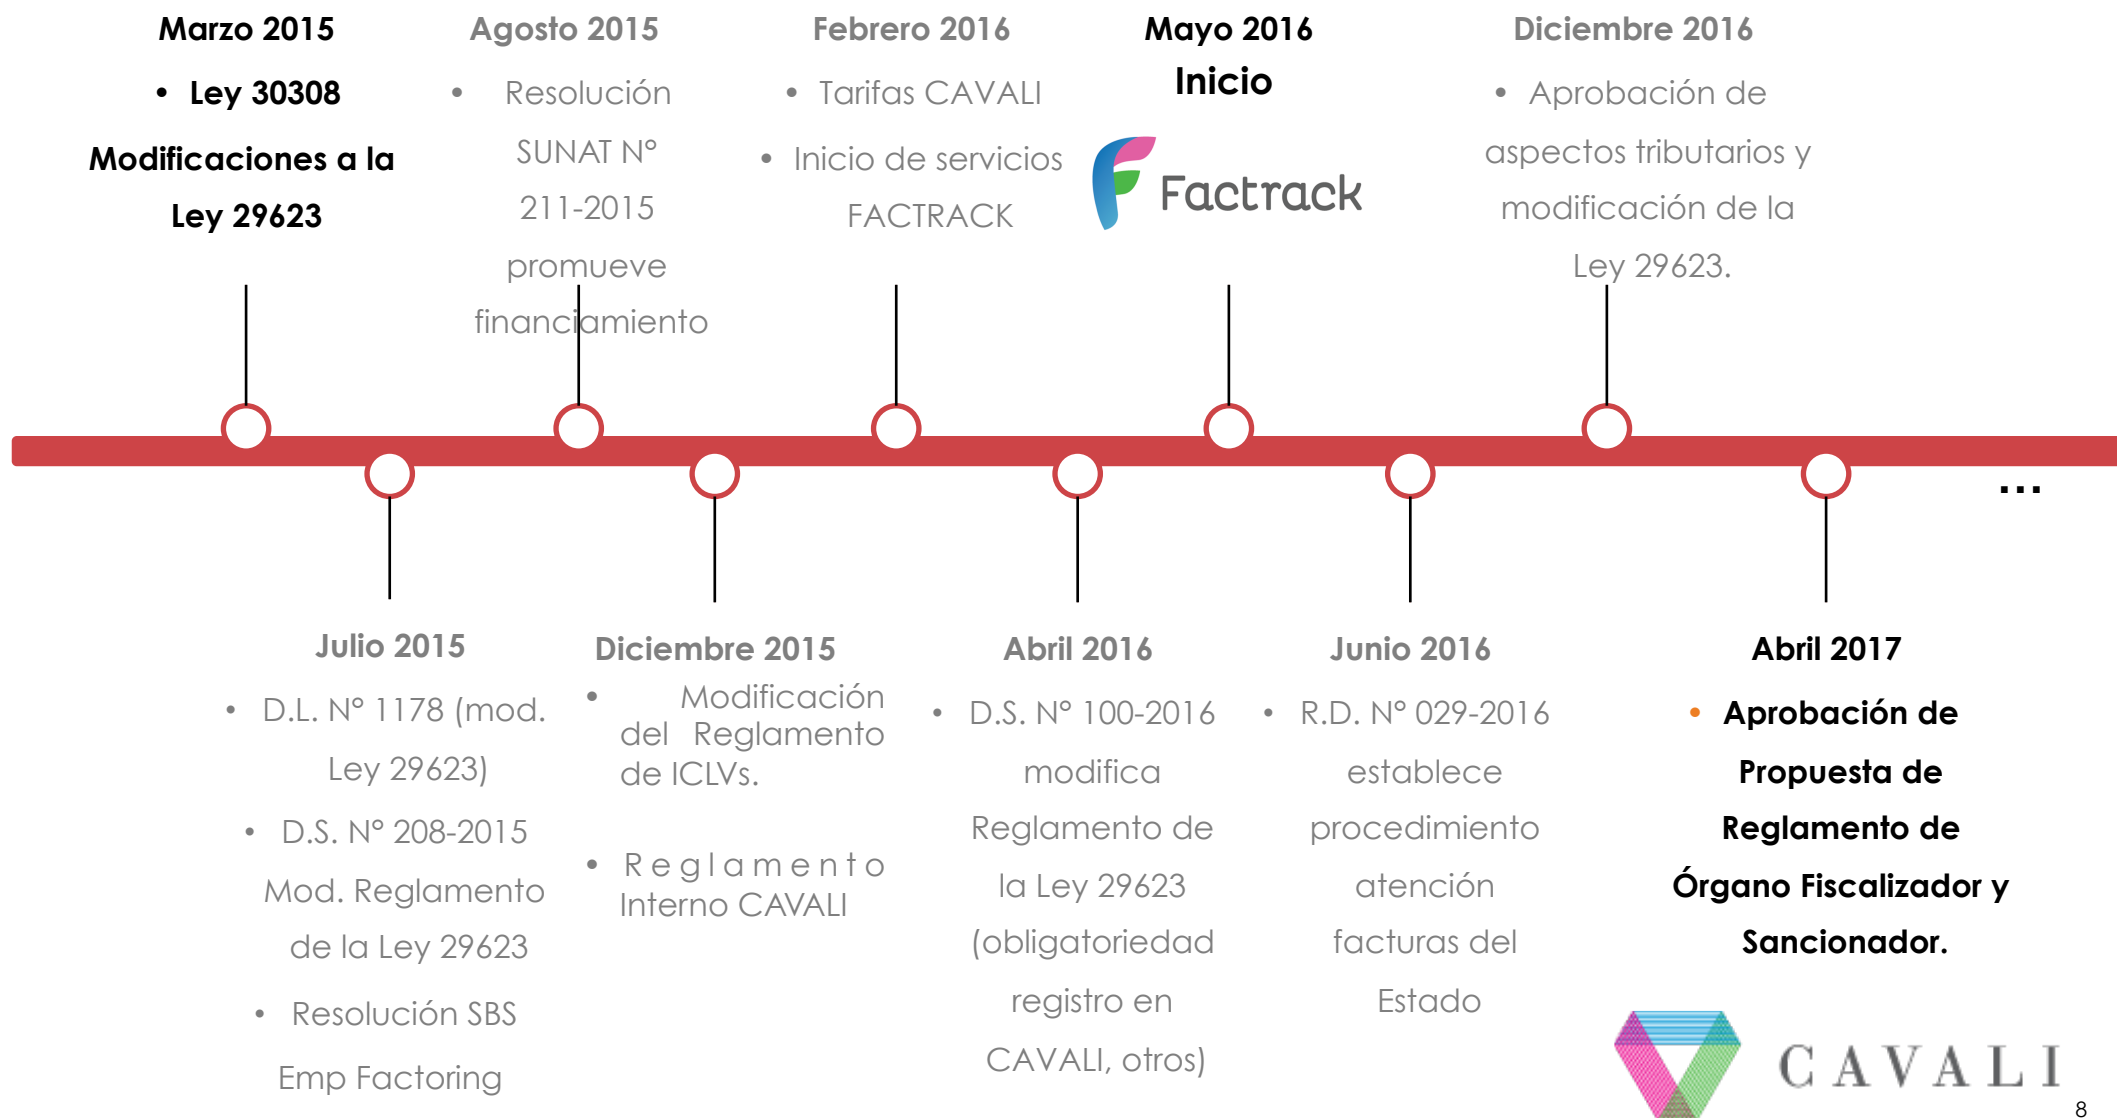 Marzo 2015
• Ley 30308
Modificaciones a la
Ley 29623
Agosto 2015
• Resolución
SUNAT N°
211-2015
promueve
financiamiento
Febrero 2016
• Tarifas CAVALI
• Inicio de servicios
FACTRACK
Mayo 2016
Inicio
Factrack
Diciembre 2016
• Aprobación de
aspectos tributarios y
modificación de la
Ley 29623.
...
Julio 2015
• D.L. N° 1178 (mod.
Ley 29623)
• D.S. N° 208-2015
Mod. Reglamento
de la Ley 29623
• Resolución SBS
Emp Factoring
Diciembre 2015
• Modificación
del Reglamento
de ICLVs.
• Reglamento
Interno CAVALI
Abril 2016
• D.S. N° 100-2016
modifica
Reglamento de
la Ley 29623
(obligatoriedad
registro en
CAVALI, otros)
Junio 2016
• R.D. N° 029-2016
establece
procedimiento
atención
facturas del
Estado
Abril 2017
• Aprobación de
Propuesta de
Reglamento de
Órgano Fiscalizador y
Sancionador.
CAVALI
8